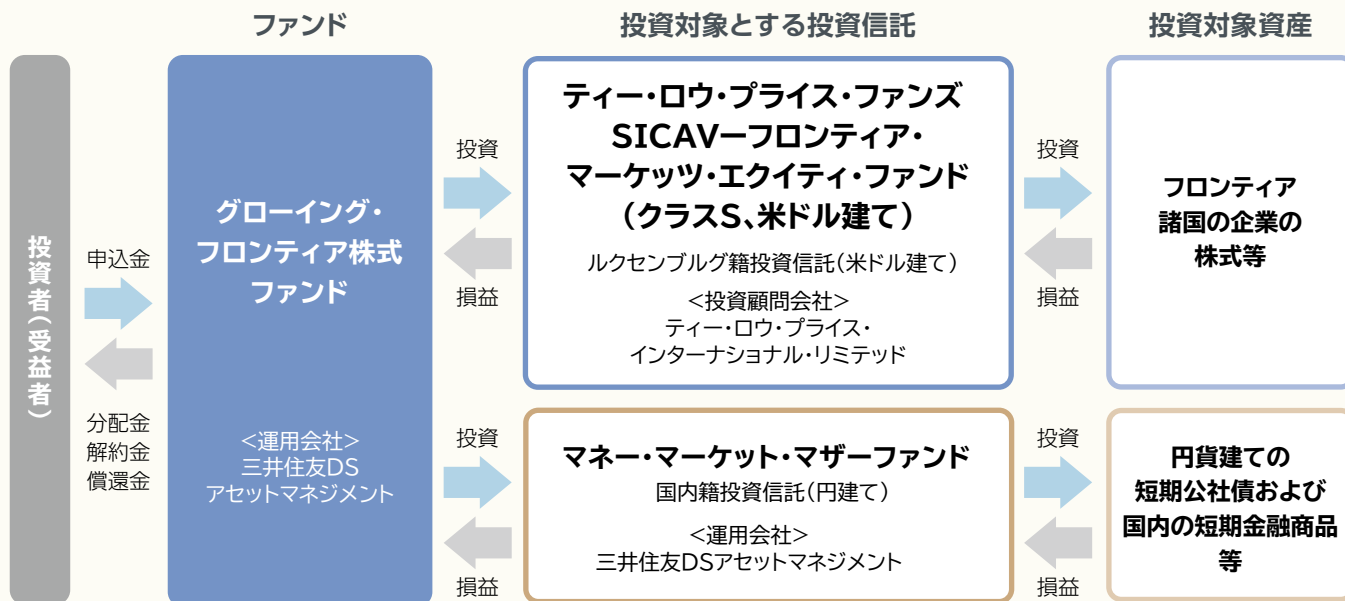 ファンド
投資対象とする投資信託
投資対象資産
投資者(受益者)
申込金
分配金
解約金
償還金
グローイング・
フロンティア株式
ファンド
<運用会社>
三井住友DS
アセットマネジメント
投資
損益
ティー・ロウ・プライス・ファンズ
SICAVーフロンティア・
マーケッツ・エクイティ・ファンド
(クラスS、米ドル建て)
ルクセンブルグ籍投資信託(米ドル建て)
<投資顧問会社>
ティー・ロウ・プライス・
インターナショナル・リミテッド
投資
損益
フロンティア
諸国の企業の
株式等
投資
損益
マネー・マーケット・マザーファンド
国内籍投資信託(円建て)
<運用会社>
三井住友DSアセットマネジメント
投資
損益
円貨建ての
短期公社債および
国内の短期金融商品
等